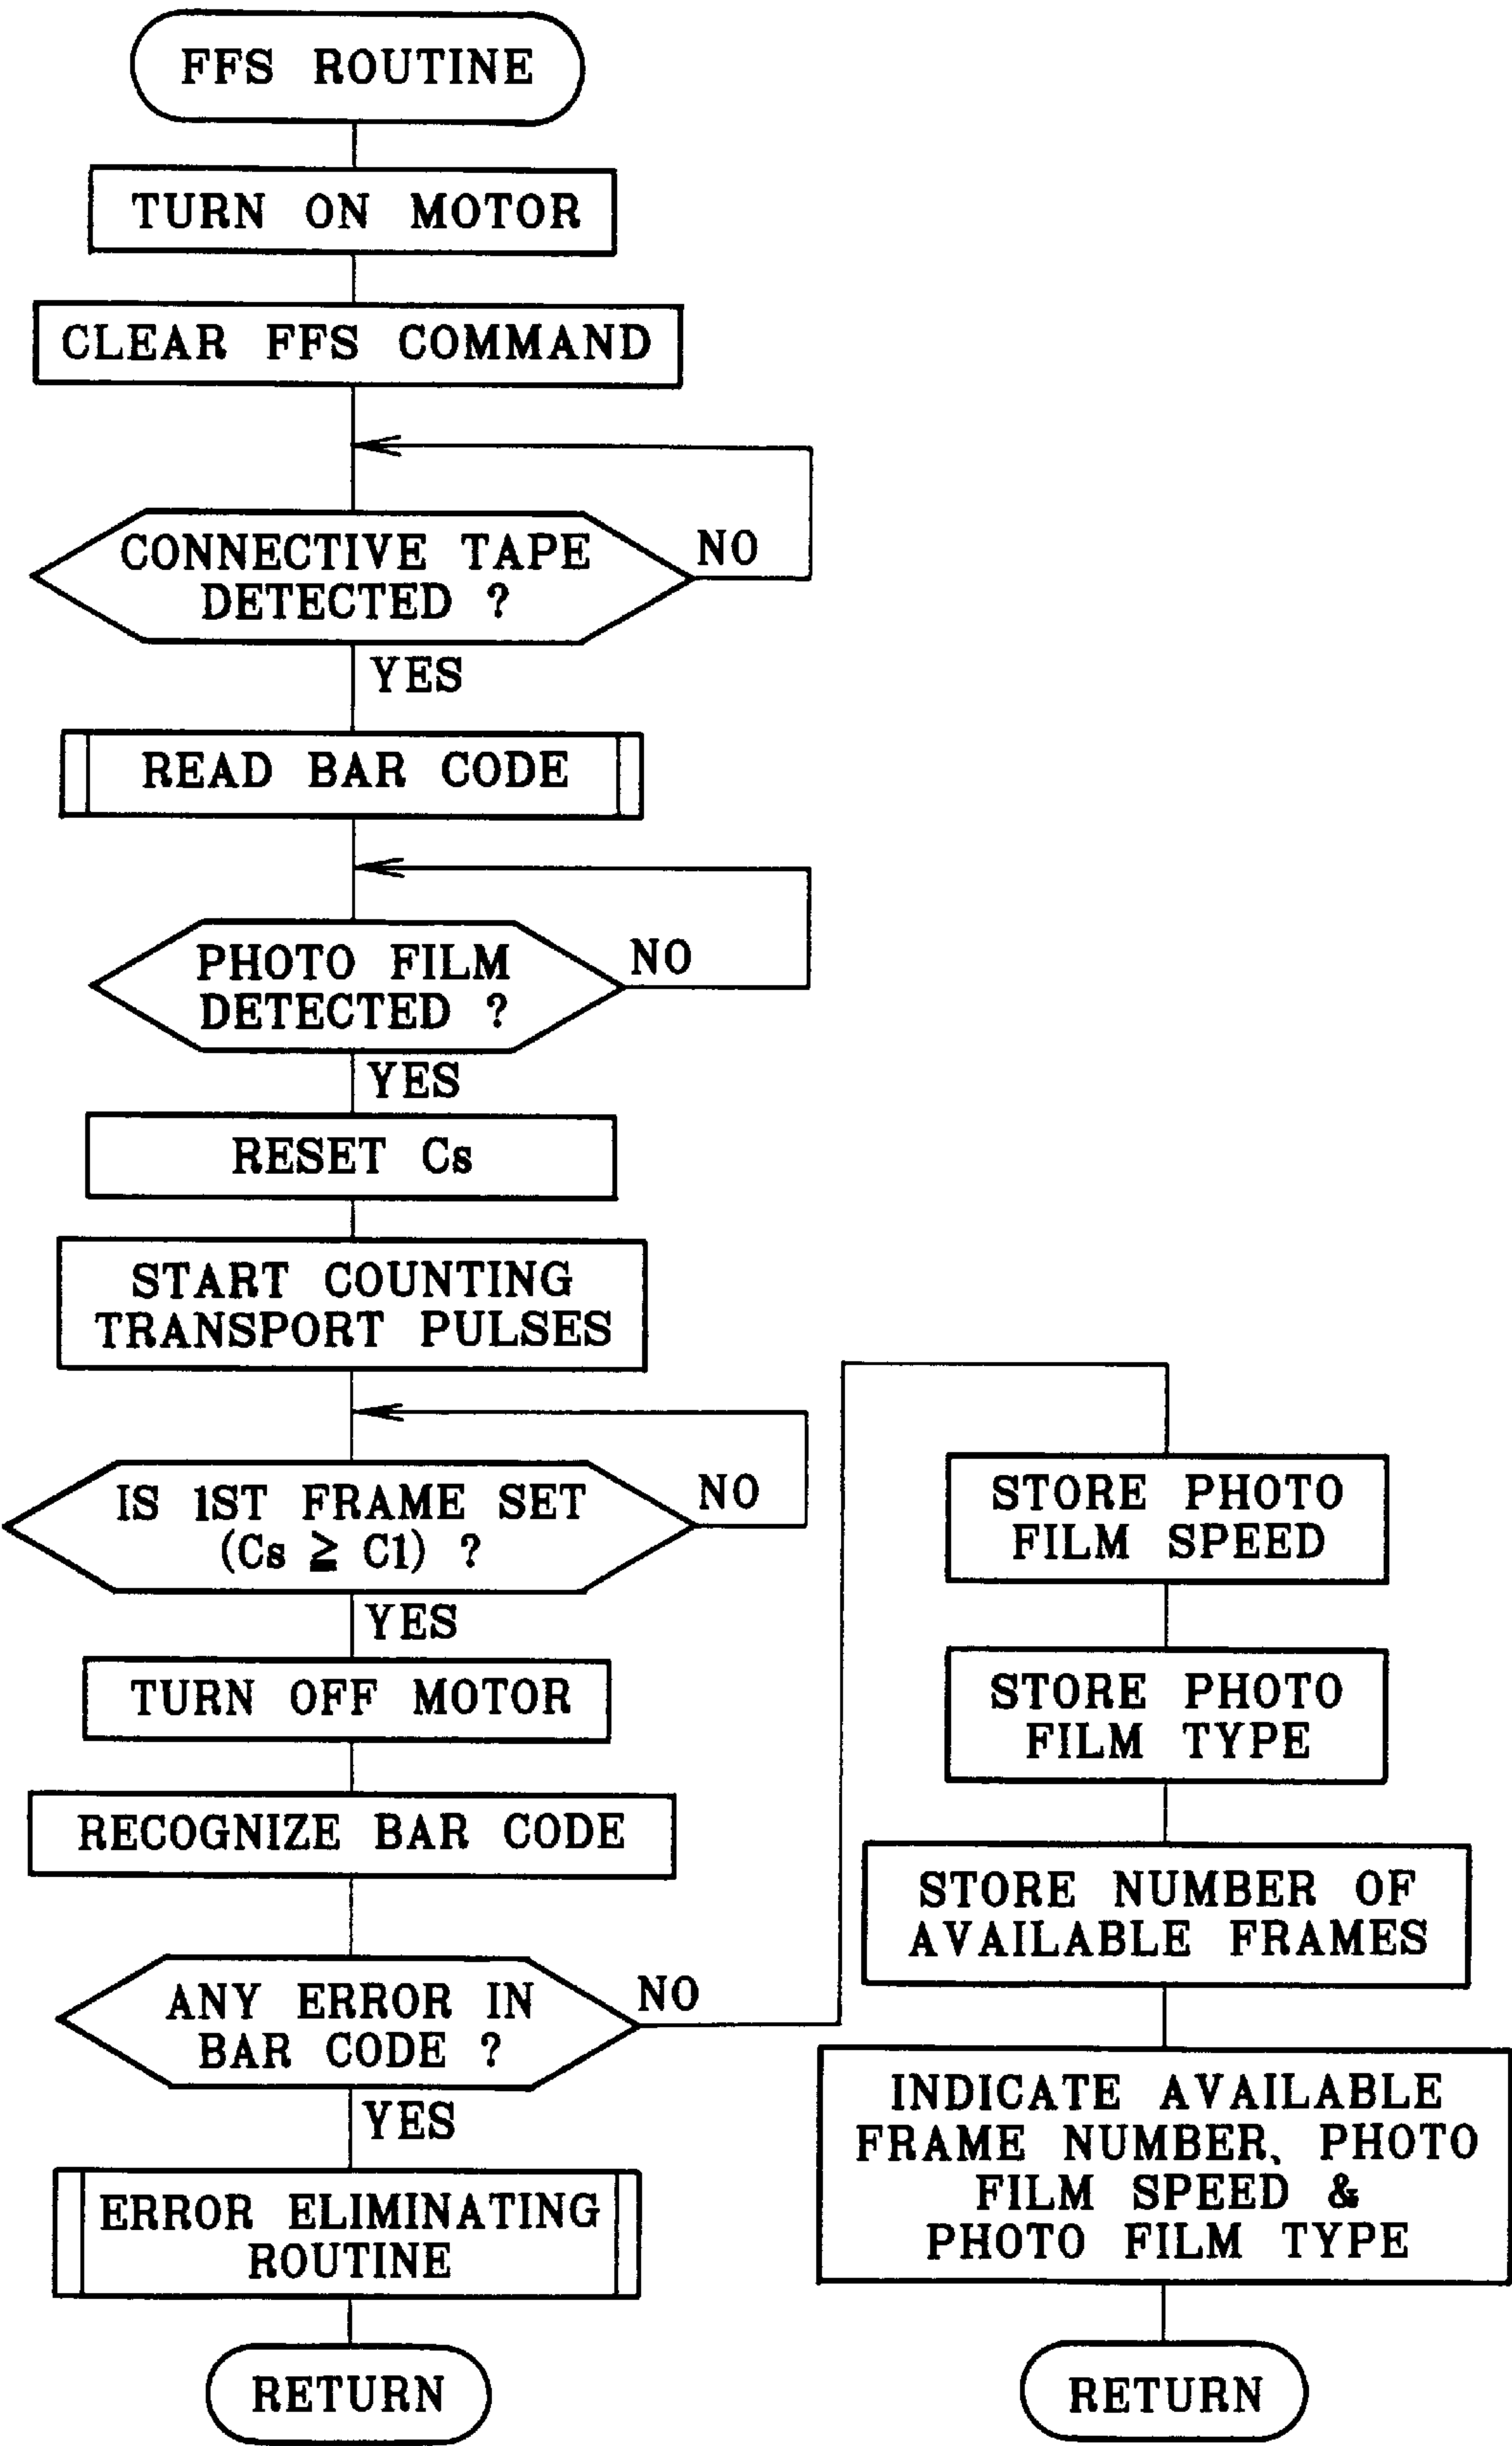 FFS ROUTINE
TURN ON MOTOR
CLEAR FFS COMMAND
CONNECTIVE TAPE
DETECTED ?
NO
YES
READ BAR CODE
PHOTO FILM
DETECTED ?
NO
YES
RESET Cs
START COUNTING
TRANSPORT PULSES
IS 1ST FRAME SET
(Cs ≧ C1) ?
NO
YES
TURN OFF MOTOR
RECOGNIZE BAR CODE
ANY ERROR IN
BAR CODE ?
NO
YES
ERROR ELIMINATING
ROUTINE
RETURN
STORE PHOTO
FILM SPEED
STORE PHOTO
FILM TYPE
STORE NUMBER OF
AVAILABLE FRAMES
INDICATE AVAILABLE
FRAME NUMBER, PHOTO
FILM SPEED &
PHOTO FILM TYPE
RETURN